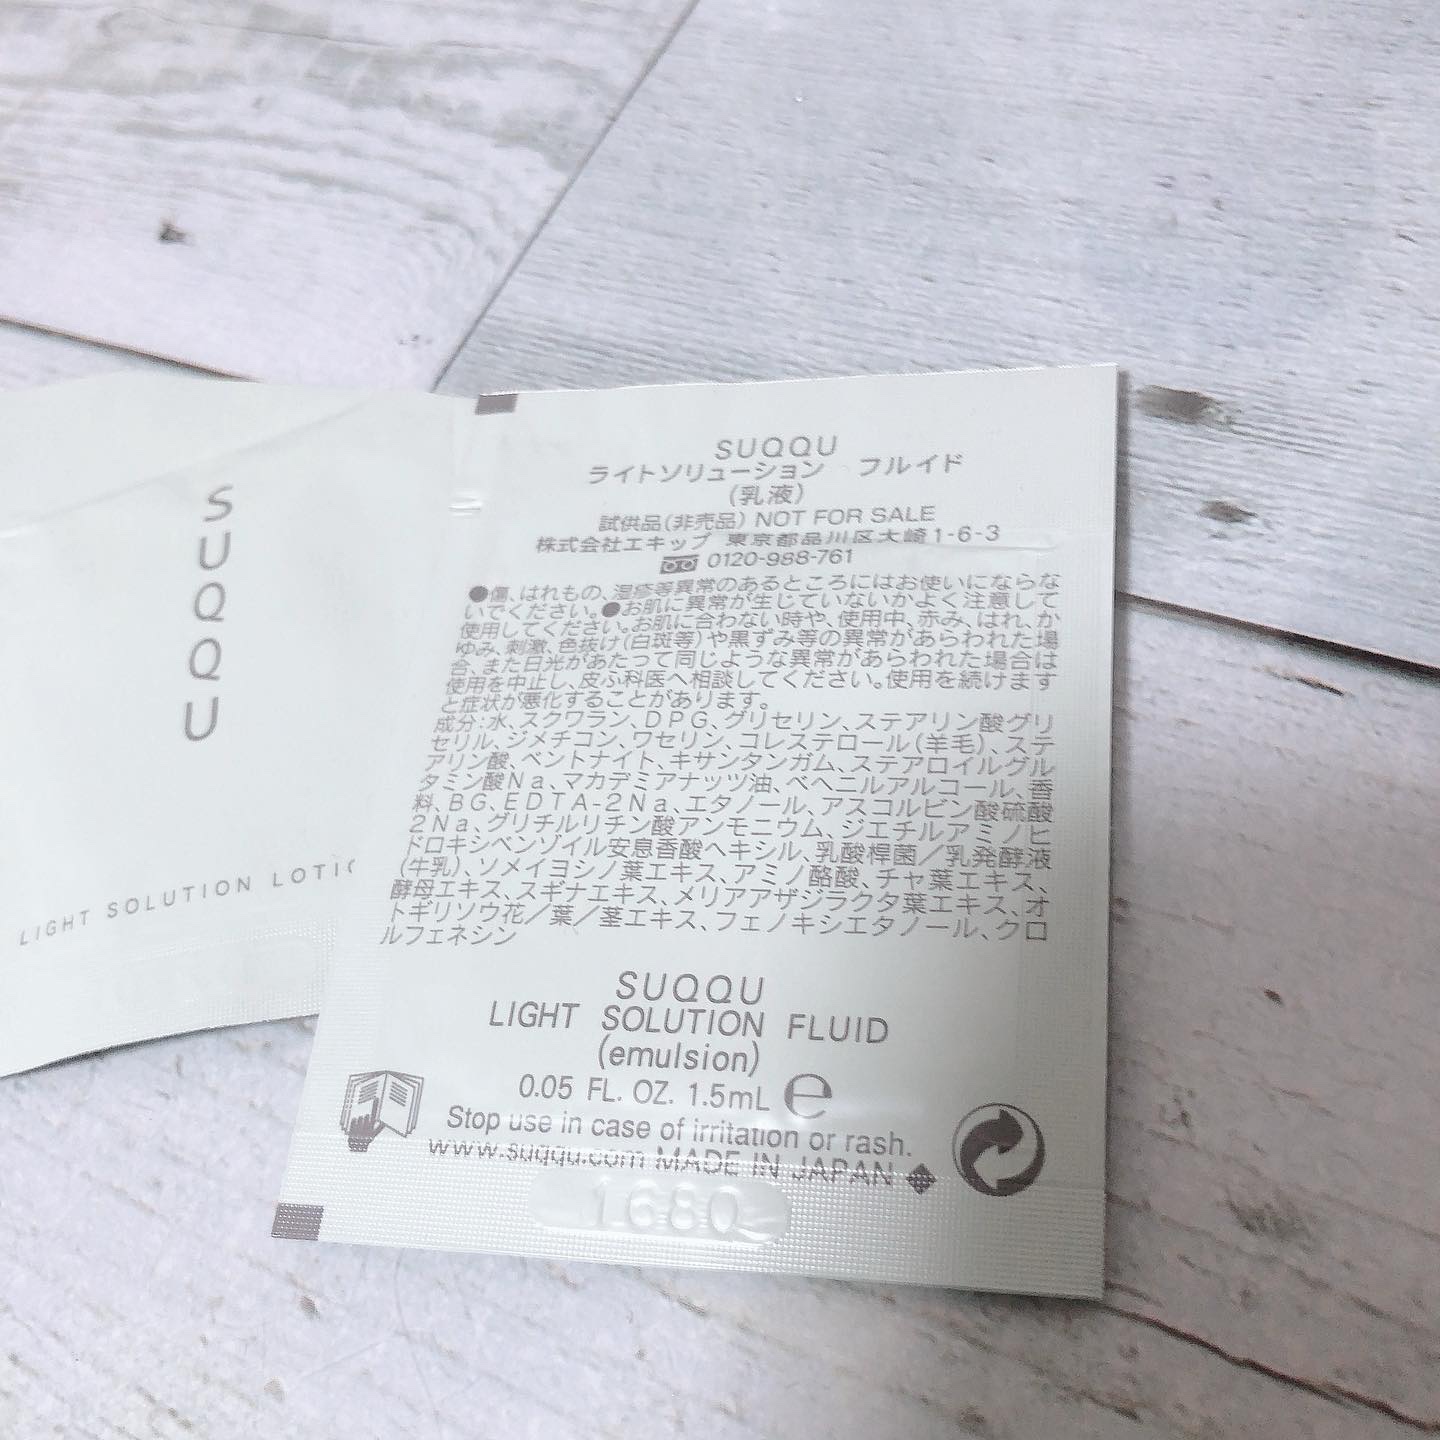 S
U
Q
Q
U
LIGHT SOLUTION LOTI
SUQQU
ライトソリューション フルイド
(乳液)
試供品(非売品) NOT FOR SALE
株式会社エキップ 東京都品川区大崎1-6-3
0120-988-761
●傷、はれもの、湿疹等異常のあるところにはお使いにならな
いでください。●お肌に異常が生じていないかよく注意して
使用してください。お肌に合わない時や、使用中、赤み、はれ、か
ゆみ、刺激、色抜け(白斑等)や黒ずみ等の異常があらわれた場
合、また日光があたって同じような異常があらわれた場合は
使用を中止し、皮ふ科医へ相談してください。使用を続けます
と症状が悪化することがあります。
成分:水、スクワラン、DPG、グリセリン、ステアリン酸グリ
セリル、ジメチコン、ワセリン、コレステロール(羊毛)、ステ
アリン酸、ベントナイト、キサンタンガム、ステアロイルグル
タミン酸Na、マカデミアナッツ油、ベヘニルアルコール、香
料、BG、EDTA-2Na、エタノール、アスコルビン酸硫酸
2Na、グリチルリチン酸アンモニウム、ジエチルアミノヒ
ドロキシベンゾイル安息香酸ヘキシル、乳酸桿菌/乳発酵液
(牛乳)、ソメイヨシノ葉エキス、アミノ酪酸、チャ葉エキス、
酵母エキス、スギナエキス、メリアアザジラクタ葉エキス、オ
トギリソウ花/葉/茎エキス、フェノキシエタノール、クロ
ルフェネシン
SUQQU
LIGHT SOLUTION FLUID
(emulsion)
0.05 FL. OZ. 1.5mL ℮
Stop use in case of irritation or rash.
www.suqqu.com MADE IN JAPAN
168Q